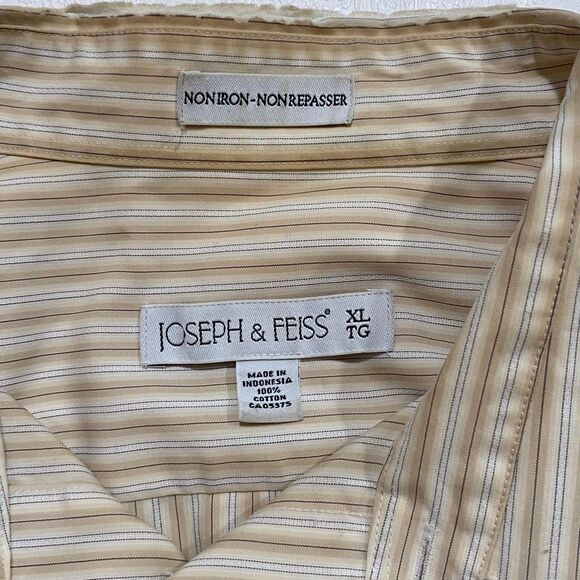 NONIRON-NONREPASSER
JOSEPH & FEISS® XL
TG
MADE IN
INDONESIA
100%
COTTON
CA05375